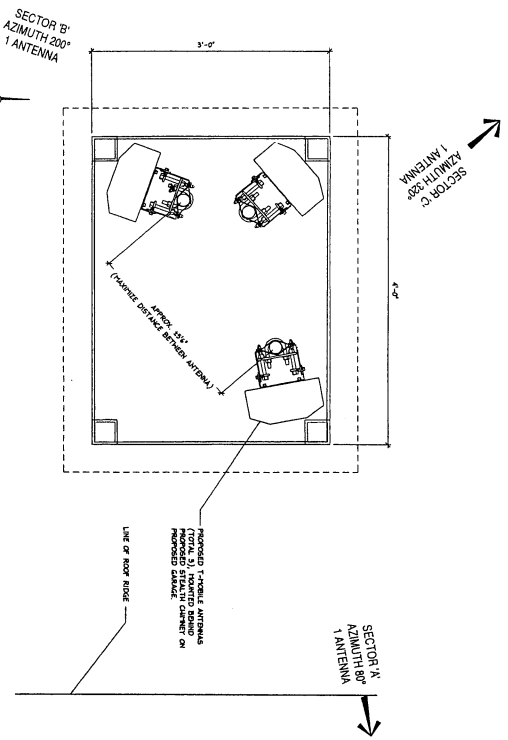 SECTOR 'B'
AZIMUTH 200°
1 ANTENNA
3'-0"
SECTOR 'C'
AZIMUTH 320°
1 ANTENNA
4'-0"
(MAXIMIZE DISTANCE BETWEEN ANTENNA)
PROPOSED T-MOBILE ANTENNAS
(TOTAL 3), MOUNTED BEHIND
PROPOSED STEALTH CHIMNEY ON
PROPOSED GARAGE.
LINE OF ROOF RIDGE
SECTOR 'A'
AZIMUTH 80°
1 ANTENNA
APPROX.